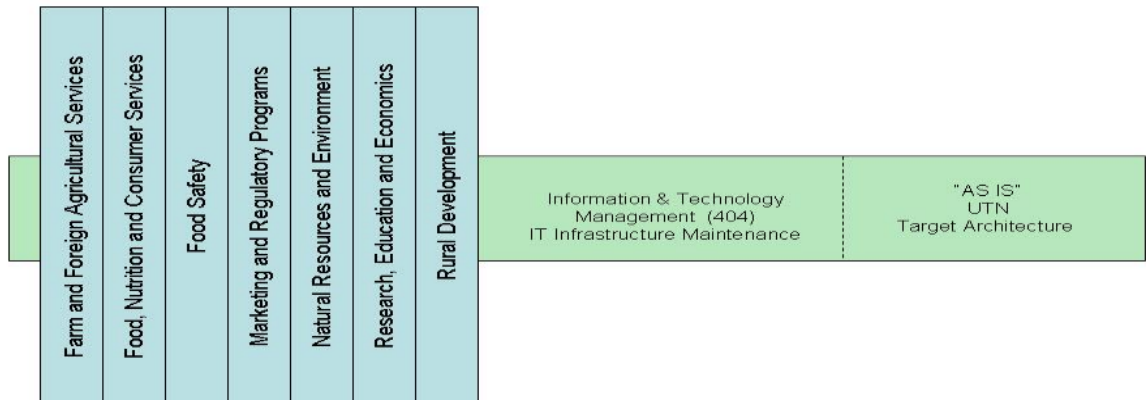 Farm and Foreign Agricultural Services
Food, Nutrition and Consumer Services
Food Safety
Marketing and Regulatory Programs
Natural Resources and Environment
Research, Education and Economics
Rural Development
Information & Technology
Management (404)
IT Infrastructure Maintenance
"AS IS"
UTN
Target Architecture